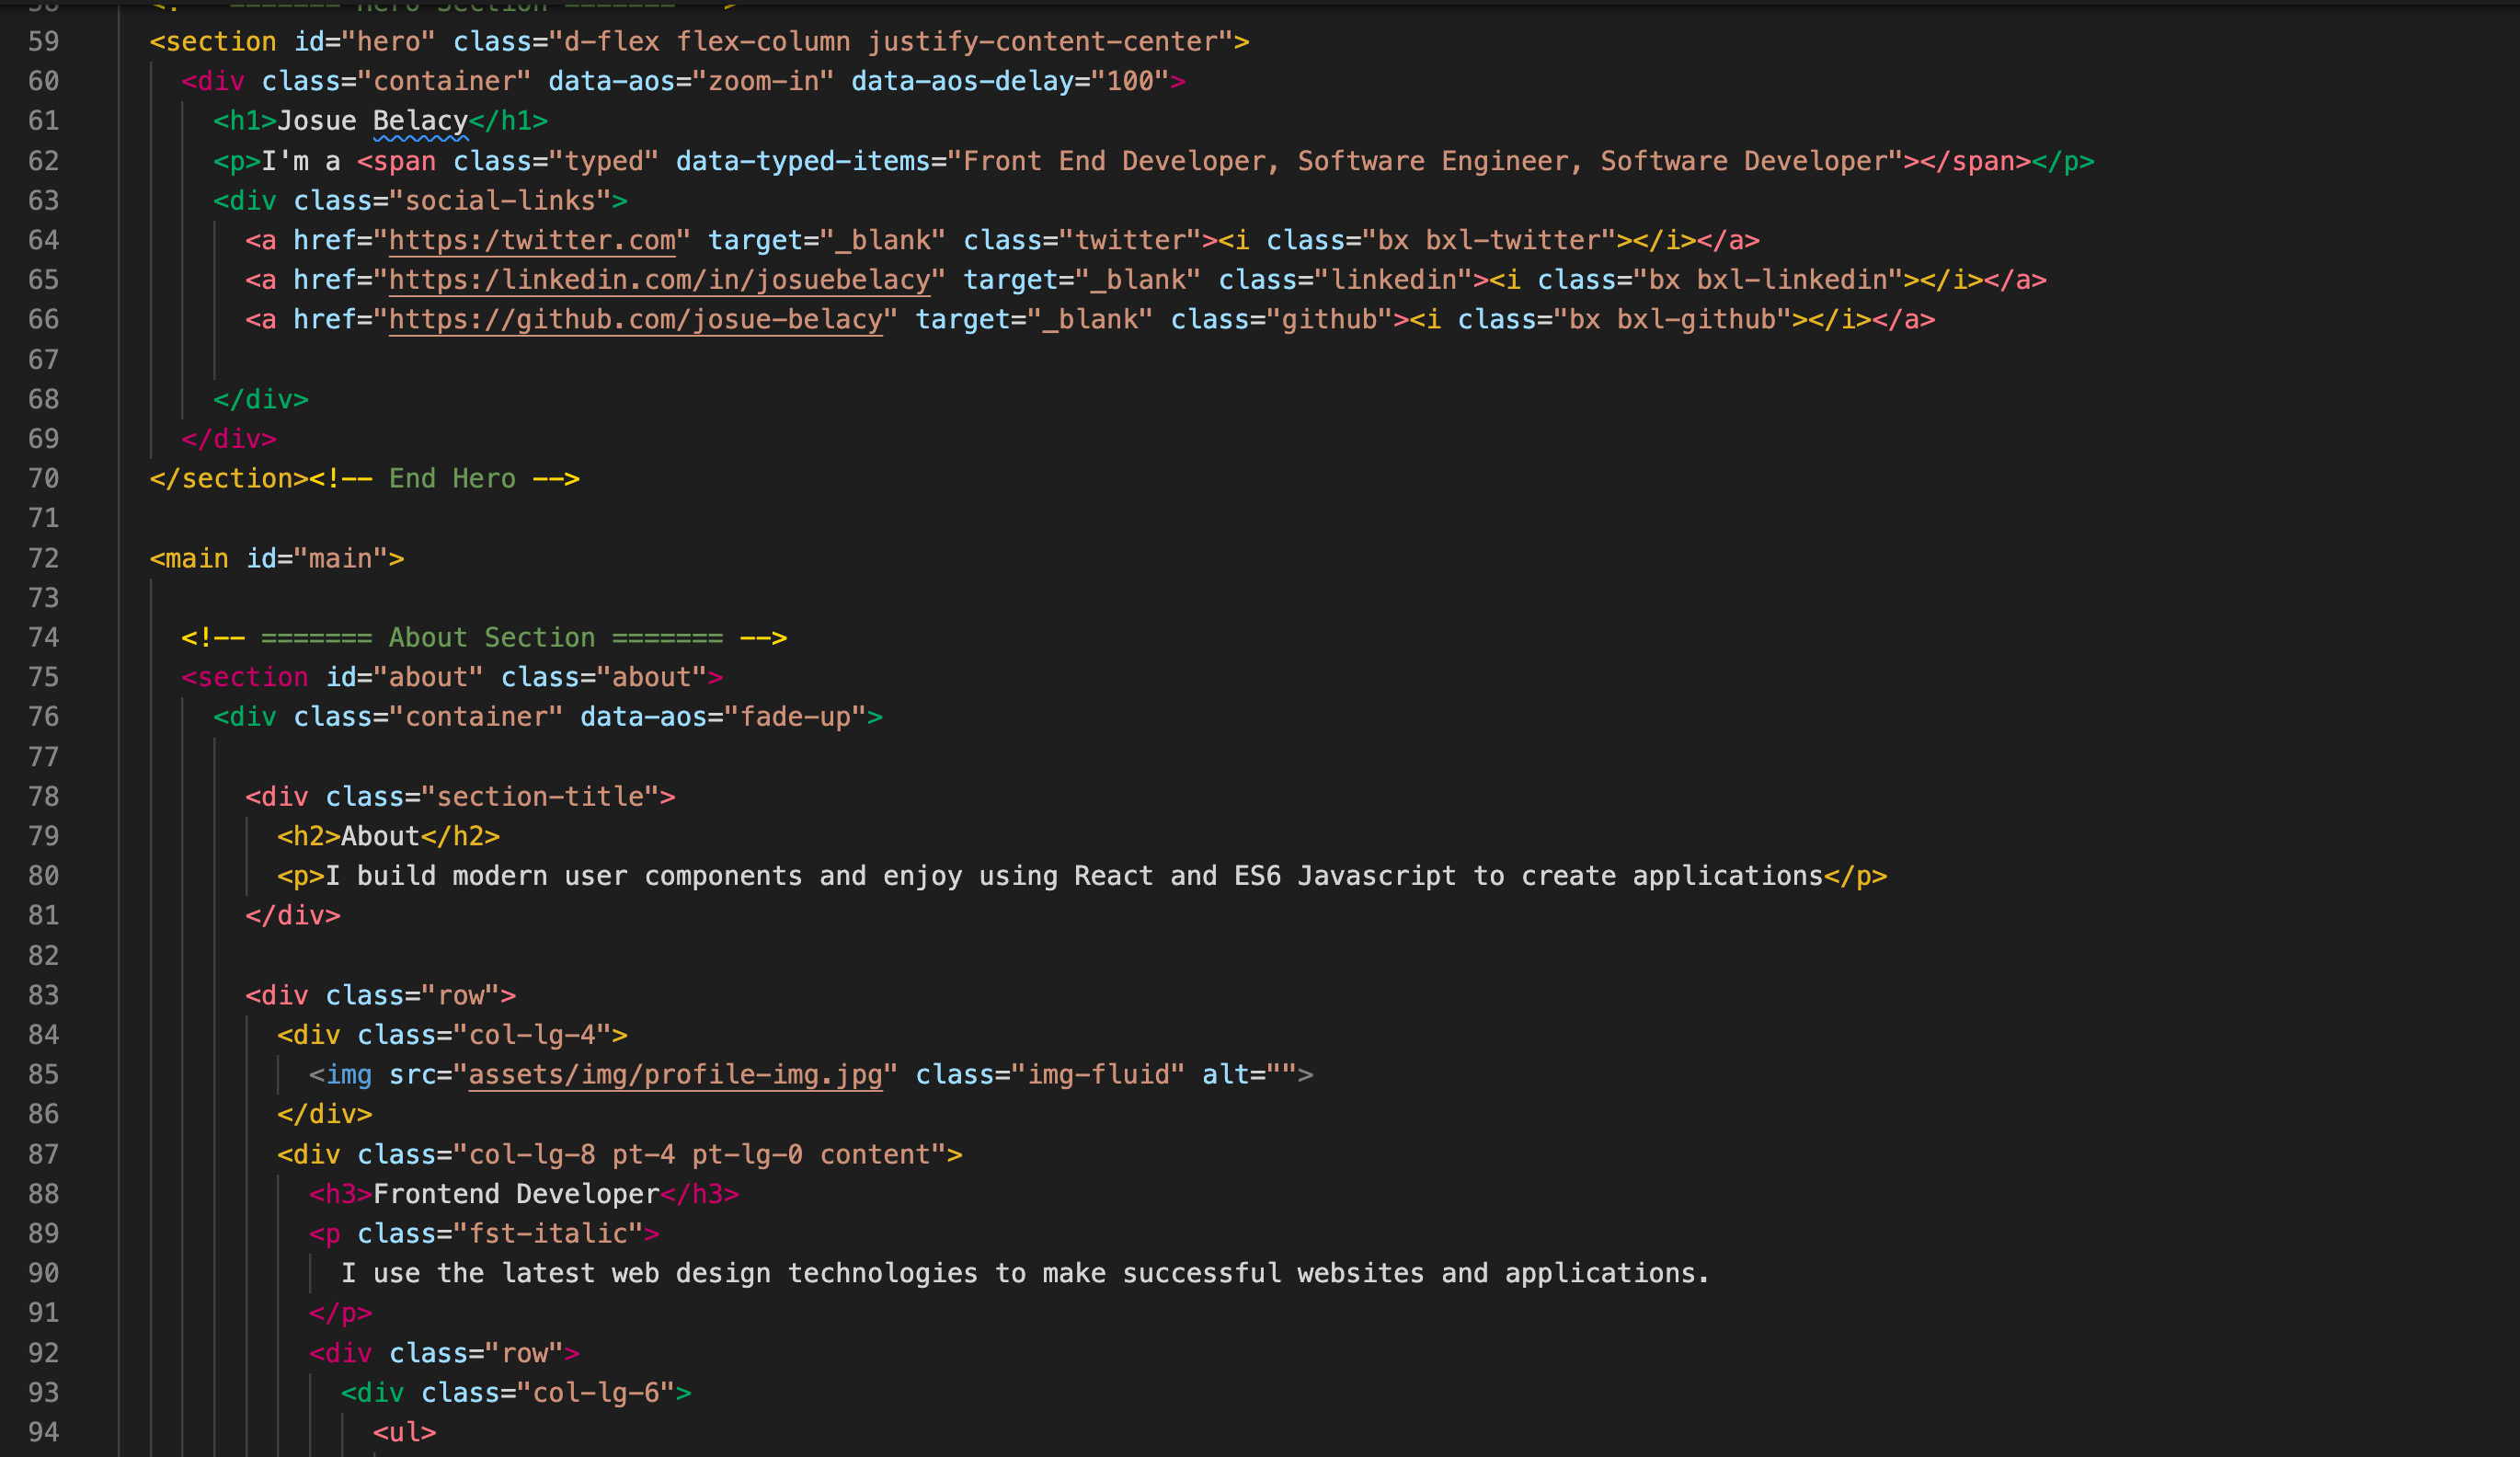 58 <!-- ======= Hero Section ======= -->
59 <section id="hero" class="d-flex flex-column justify-content-center">
60 <div class="container" data-aos="zoom-in" data-aos-delay="100">
61 <h1>Josue Belacy</h1>
62 <p>I'm a <span class="typed" data-typed-items="Front End Developer, Software Engineer, Software Developer"></span></p>
63 <div class="social-links">
64 <a href="https:/twitter.com" target="_blank" class="twitter"><i class="bx bxl-twitter"></i></a>
65 <a href="https:/linkedin.com/in/josuebelacy" target="_blank" class="linkedin"><i class="bx bxl-linkedin"></i></a>
66 <a href="https://github.com/josue-belacy" target="_blank" class="github"><i class="bx bxl-github"></i></a>
67
68 </div>
69 </div>
70 </section><!-- End Hero -->
71
72 <main id="main">
73
74 <!-- ======= About Section ======= -->
75 <section id="about" class="about">
76 <div class="container" data-aos="fade-up">
77
78 <div class="section-title">
79 <h2>About</h2>
80 <p>I build modern user components and enjoy using React and ES6 Javascript to create applications</p>
81 </div>
82
83 <div class="row">
84 <div class="col-lg-4">
85 <img src="assets/img/profile-img.jpg" class="img-fluid" alt="">
86 </div>
87 <div class="col-lg-8 pt-4 pt-lg-0 content">
88 <h3>Frontend Developer</h3>
89 <p class="fst-italic">
90 I use the latest web design technologies to make successful websites and applications.
91 </p>
92 <div class="row">
93 <div class="col-lg-6">
94 <ul>